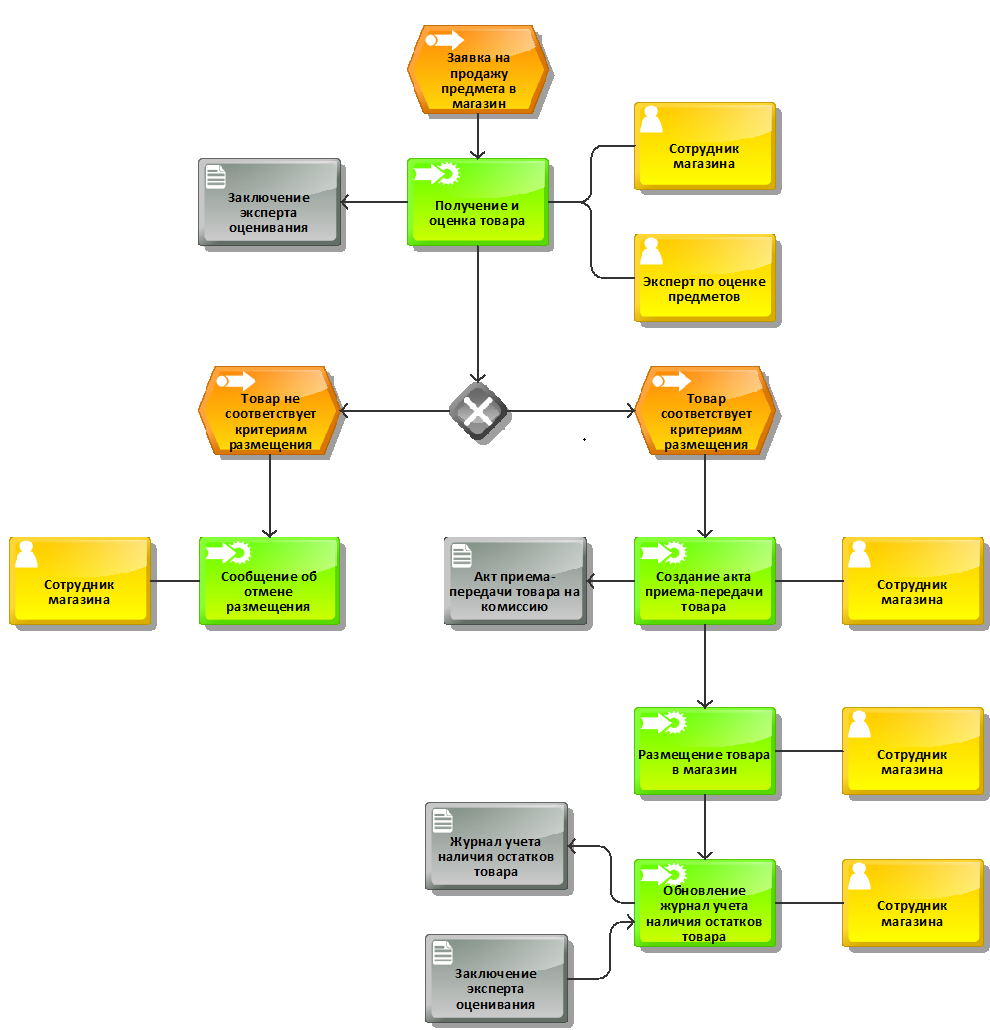 Заявка на
продажу
предмета в
магазин
Сотрудник
магазина
Заключение
эксперта
оценивания
Получение и
оценка товара
Эксперт по оценке
предметов
Товар не
соответствует
критериям
размещения
Товар
соответствует
критериям
размещения
Сотрудник
магазина
Сообщение об
отмене
размещения
Акт приема-
передачи товара на
комиссию
Создание акта
приема-передачи
товара
Сотрудник
магазина
Размещение товара
в магазин
Сотрудник
магазина
Журнал учета
наличия остатков
товара
Обновление
журнал учета
наличия остатков
товара
Сотрудник
магазина
Заключение
эксперта
оценивания